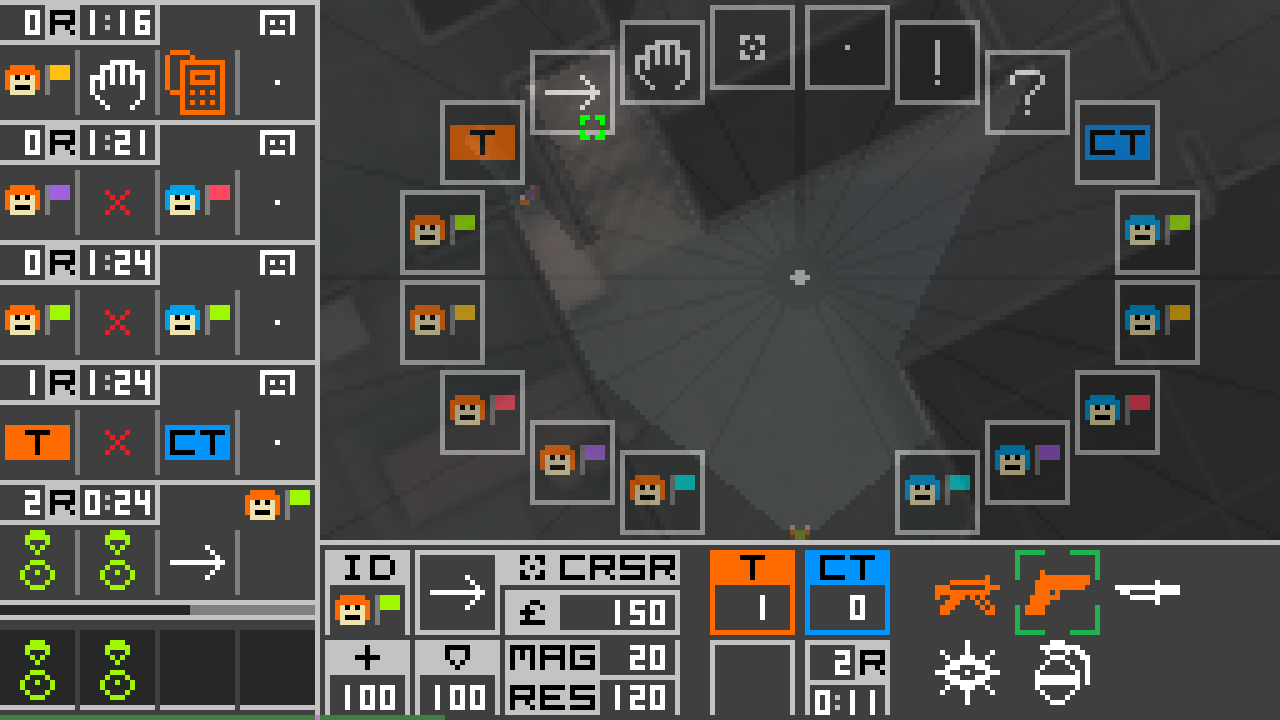 0R 1:16
0R 1:21
0R 1:24
1R 1:24
T CT
2R 0:24
T ! ? CT
ID CRSR T CT
£ 150 1 0
+ MAG 20 2R
100 100 RES 120 0:11